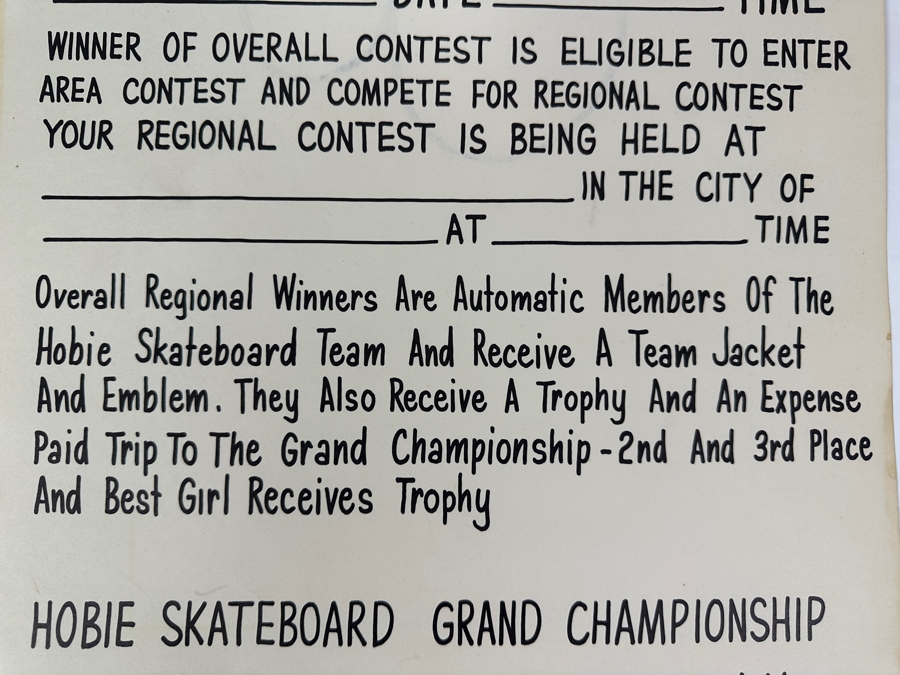 DATE TIME
WINNER OF OVERALL CONTEST IS ELIGIBLE TO ENTER
AREA CONTEST AND COMPETE FOR REGIONAL CONTEST
YOUR REGIONAL CONTEST IS BEING HELD AT
IN THE CITY OF
AT TIME
Overall Regional Winners Are Automatic Members Of The
Hobie Skateboard Team And Receive A Team Jacket
And Emblem. They Also Receive A Trophy And An Expense
Paid Trip To The Grand Championship - 2nd And 3rd Place
And Best Girl Receives Trophy
HOBIE SKATEBOARD GRAND CHAMPIONSHIP